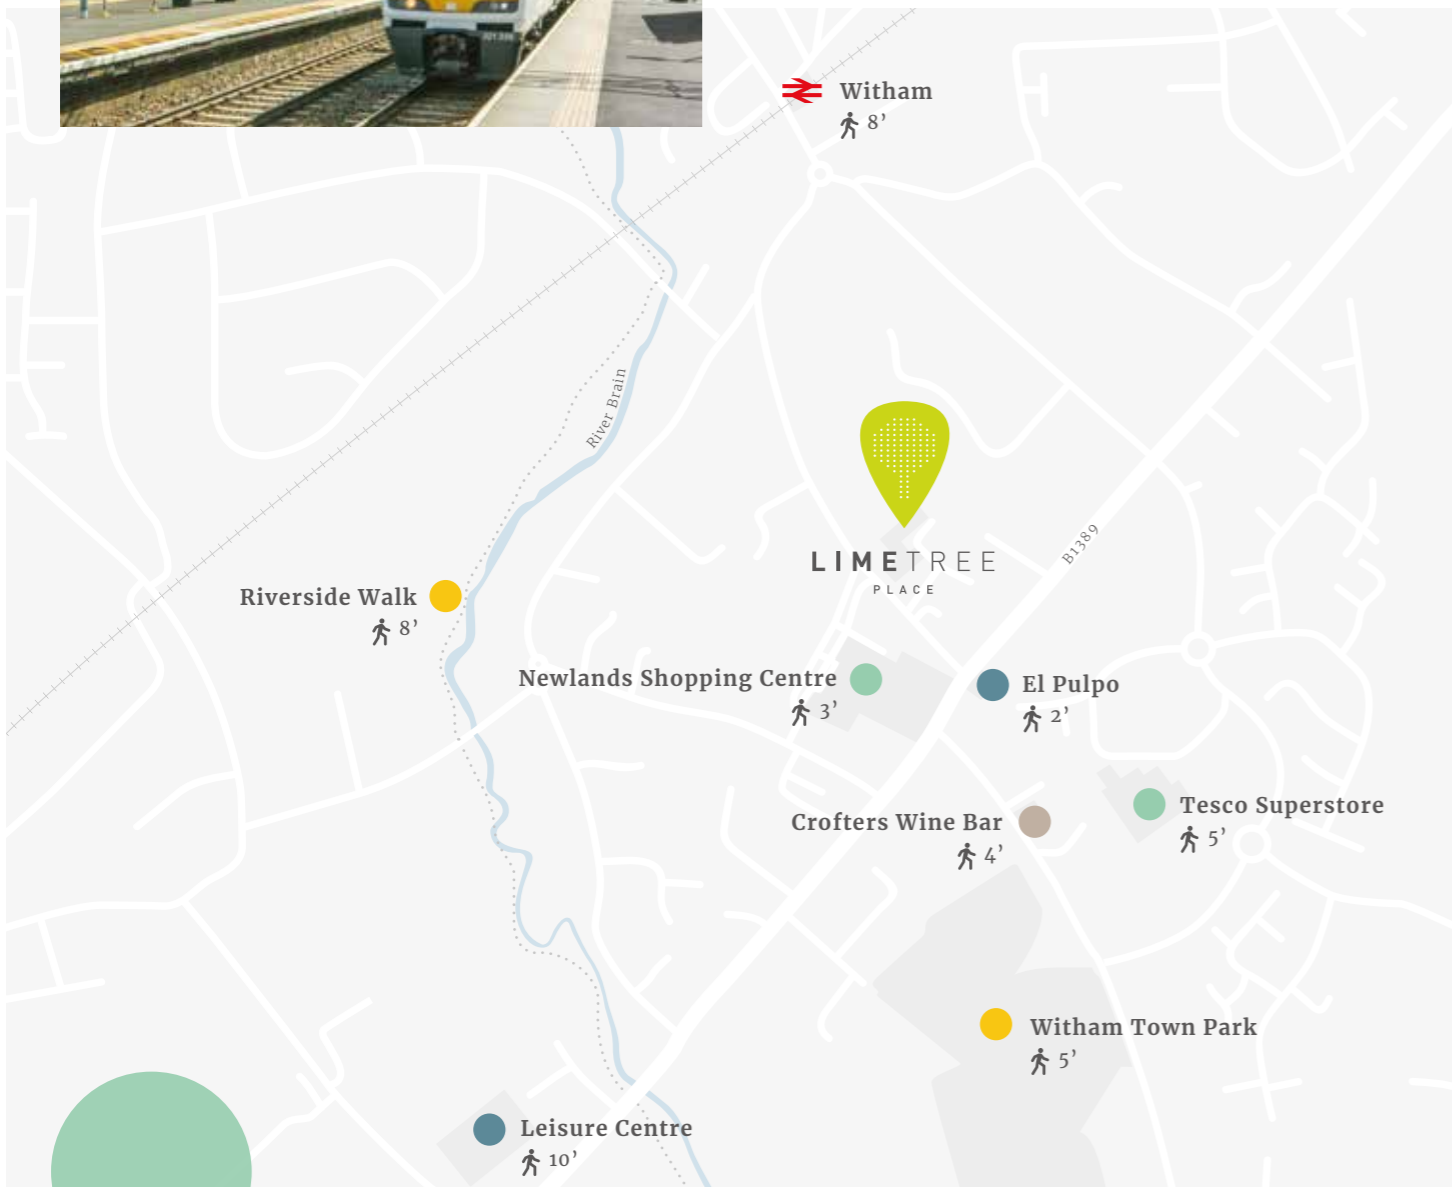 Witham
8’
River Brain
B1389
LIMETREE
PLACE
Riverside Walk
8’
Newlands Shopping Centre
3’
El Pulpo
2’
Crofters Wine Bar
4’
Tesco Superstore
5’
Witham Town Park
5’
Leisure Centre
10’